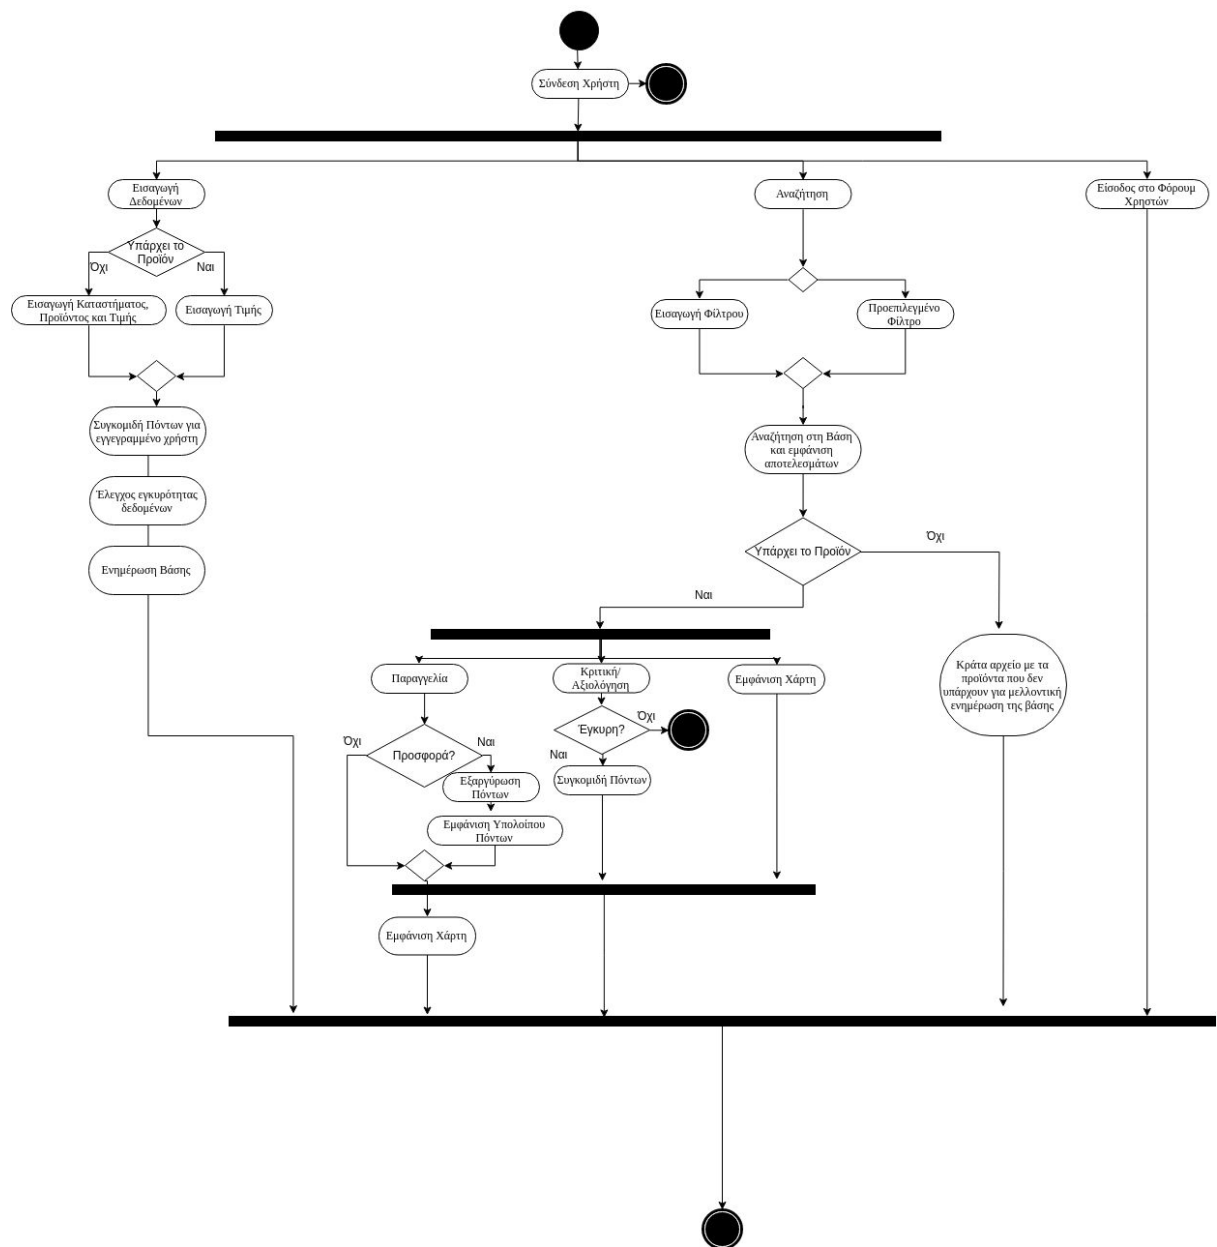 Σύνδεση Χρήστη
Εισαγωγή
Δεδομένων
Αναζήτηση
Είσοδος στο Φόρουμ
Χρηστών
Υπάρχει το
Προϊόν
Όχι
Ναι
Εισαγωγή Καταστήματος,
Προϊόντος και Τιμής
Εισαγωγή Τιμής
Εισαγωγή Φίλτρου
Προεπιλεγμένο
Φίλτρο
Συγκομιδή Πόντων για
εγγεγραμμένο χρήστη
Αναζήτηση στη Βάση
και εμφάνιση
αποτελεσμάτων
Έλεγχος εγκυρότητας
δεδομένων
Υπάρχει το Προϊόν
Όχι
Ναι
Ενημέρωση Βάσης
Παραγγελία
Κριτική/
Αξιολόγηση
Εμφάνιση Χάρτη
Κράτα αρχείο με τα
προϊόντα που δεν
υπάρχουν για μελλοντική
ενημέρωση της βάσης
Όχι
Προσφορά?
Ναι
Έγκυρη?
Όχι
Ναι
Εξαργύρωση
Πόντων
Συγκομιδή Πόντων
Εμφάνιση Υπολοίπου
Πόντων
Εμφάνιση Χάρτη